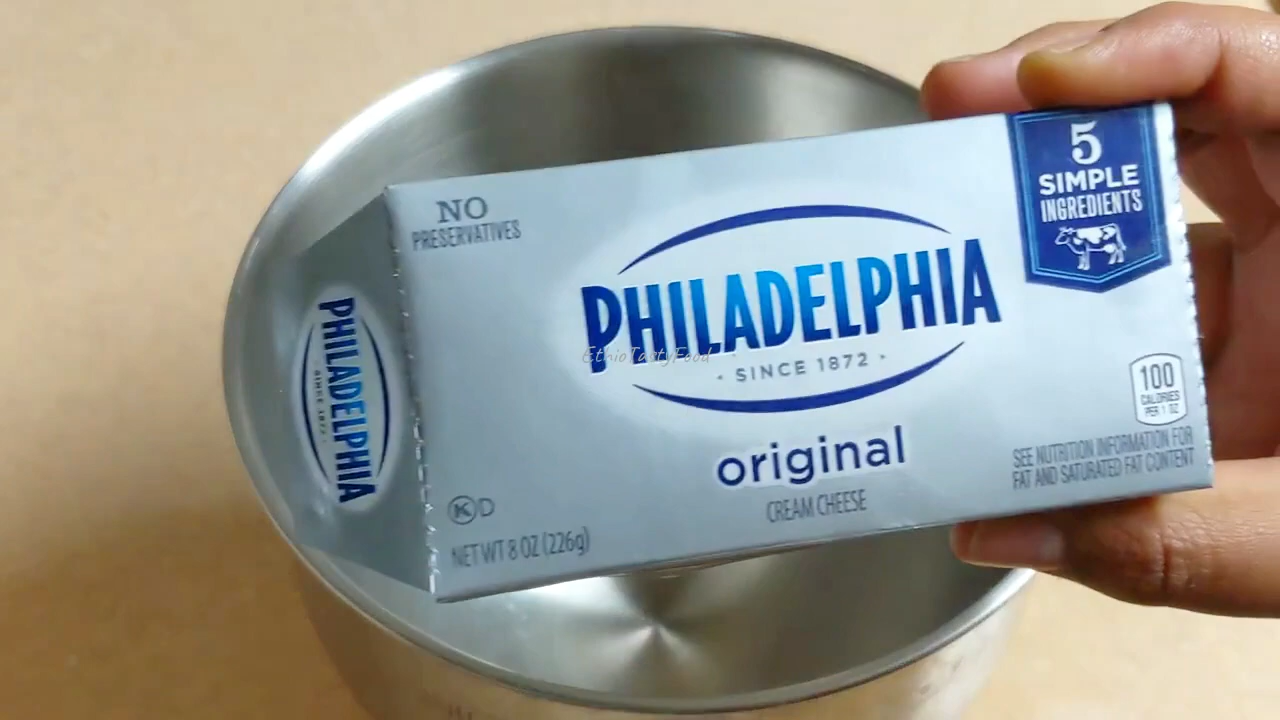 NO
PRESERVATIVES
5
SIMPLE
INGREDIENTS
PHILADELPHIA
EthioTastyFood
· SINCE 1872 ·
original
CREAM CHEESE
100
CALORIES
PER 1 OZ
SEE NUTRITION INFORMATION FOR
FAT AND SATURATED FAT CONTENT
K D
NET WT 8 OZ (226g)
PHILADELPHIA
· SINCE 1872 ·